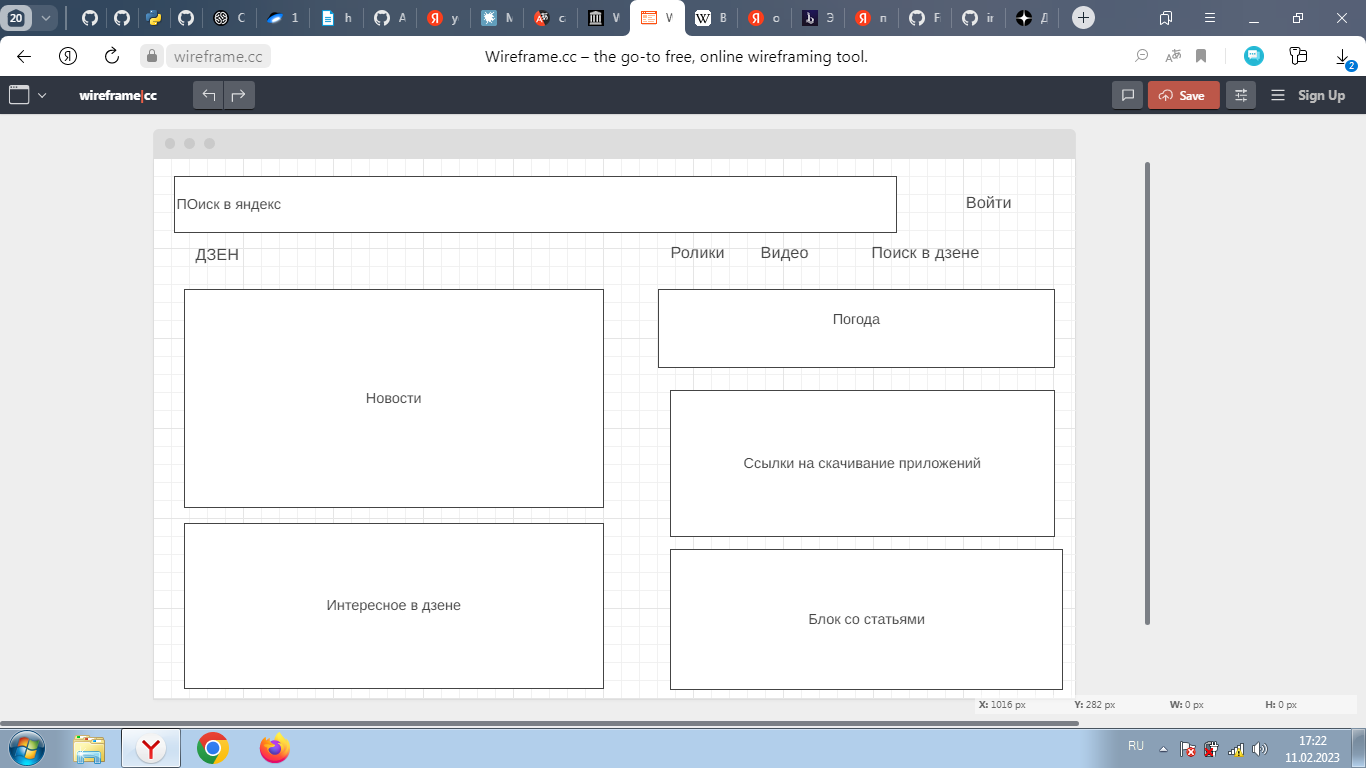 20
С
1
h
А
у
М
с
W
W
В
о
Э
п
F
in
Д
wireframe.cc
Wireframe.cc – the go-to free, online wireframing tool.
2
wireframe|cc
Save
Sign Up
ПОиск в яндекс
Войти
ДЗЕН
Ролики
Видео
Поиск в дзене
Погода
Новости
Ссылки на скачивание приложений
Интересное в дзене
Блок со статьями
X: 1016 px
Y: 282 px
W: 0 px
H: 0 px
RU
17:22
11.02.2023